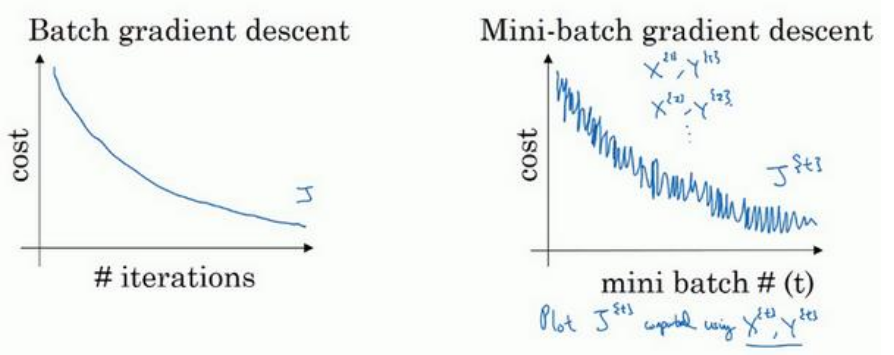 Batch gradient descent
cost
J
# iterations
Mini-batch gradient descent
X^{1}, Y^{1}
X^{2}, Y^{2}
⋮
cost
J^{t}
mini batch # (t)
Plot J^{t} computed using X^{t}, Y^{t}